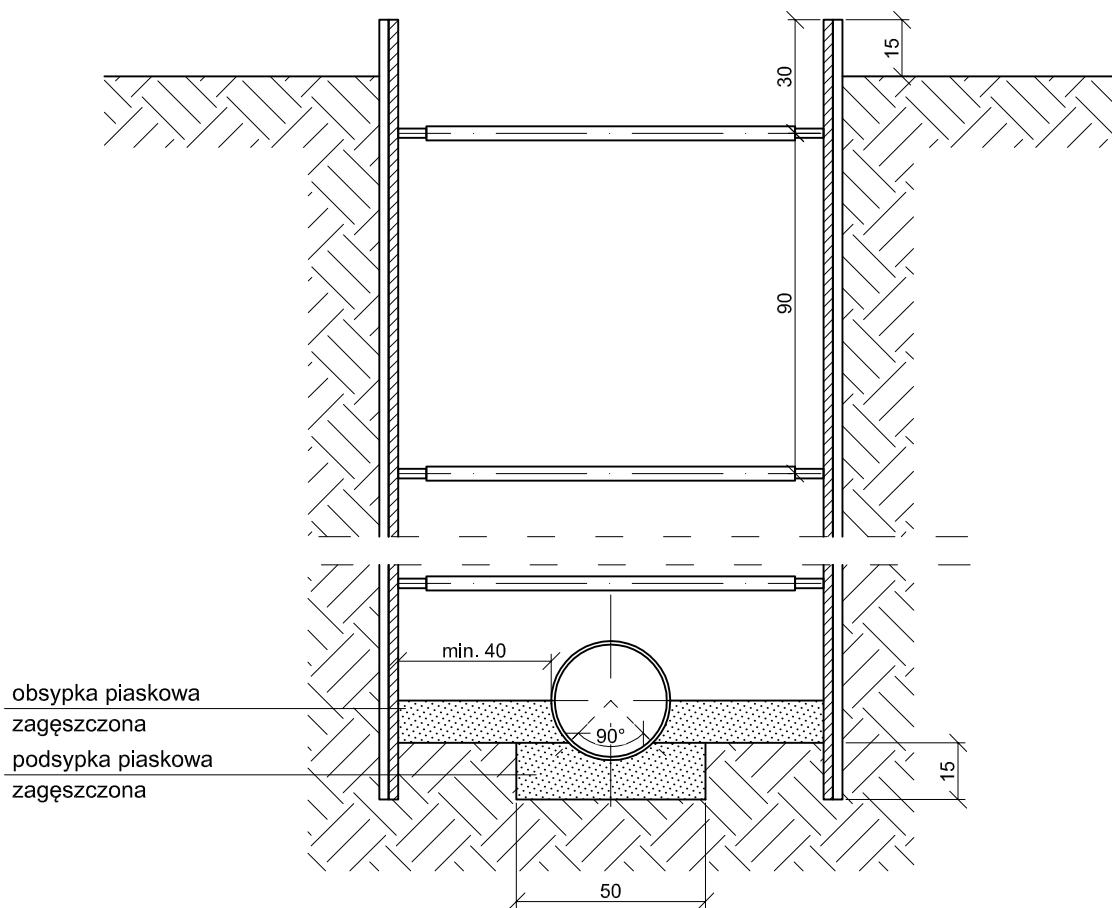 15
30
90
min. 40
obsypka piaskowa
zagęszczona
90°
podsypka piaskowa
zagęszczona
15
50